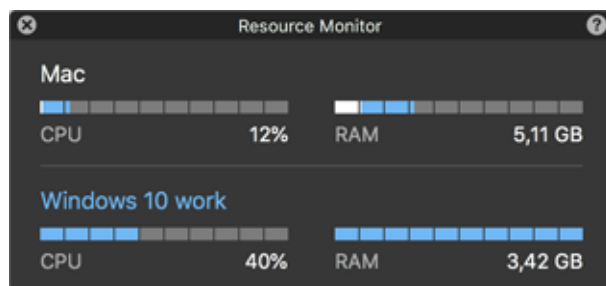 Resource Monitor
Mac
CPU 12% RAM 5,11 GB
Windows 10 work
CPU 40% RAM 3,42 GB